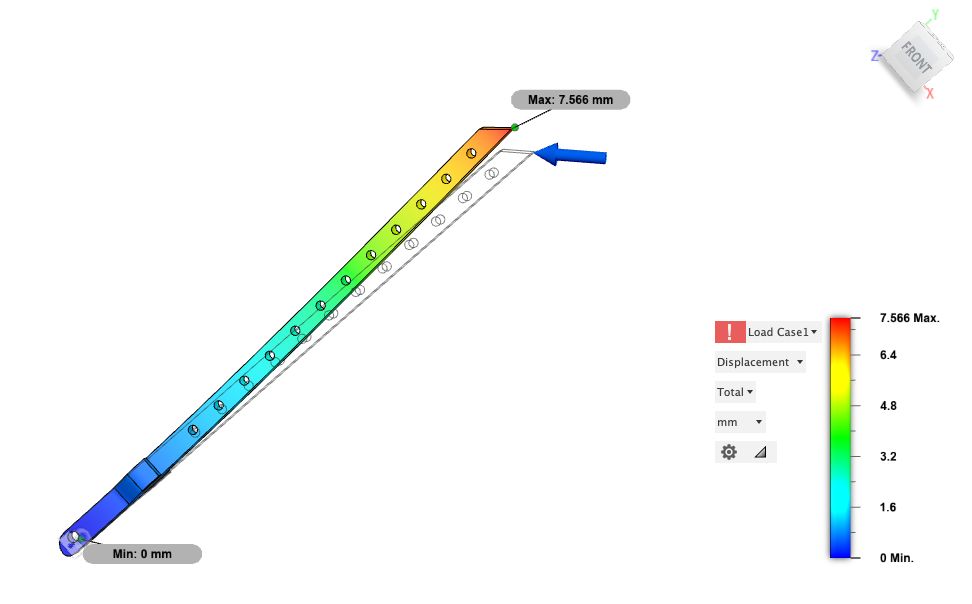 Y
Z
FRONT
X
Max: 7.566 mm
Load Case1
7.566 Max.
Displacement
6.4
Total
4.8
mm
3.2
1.6
Min: 0 mm
0 Min.